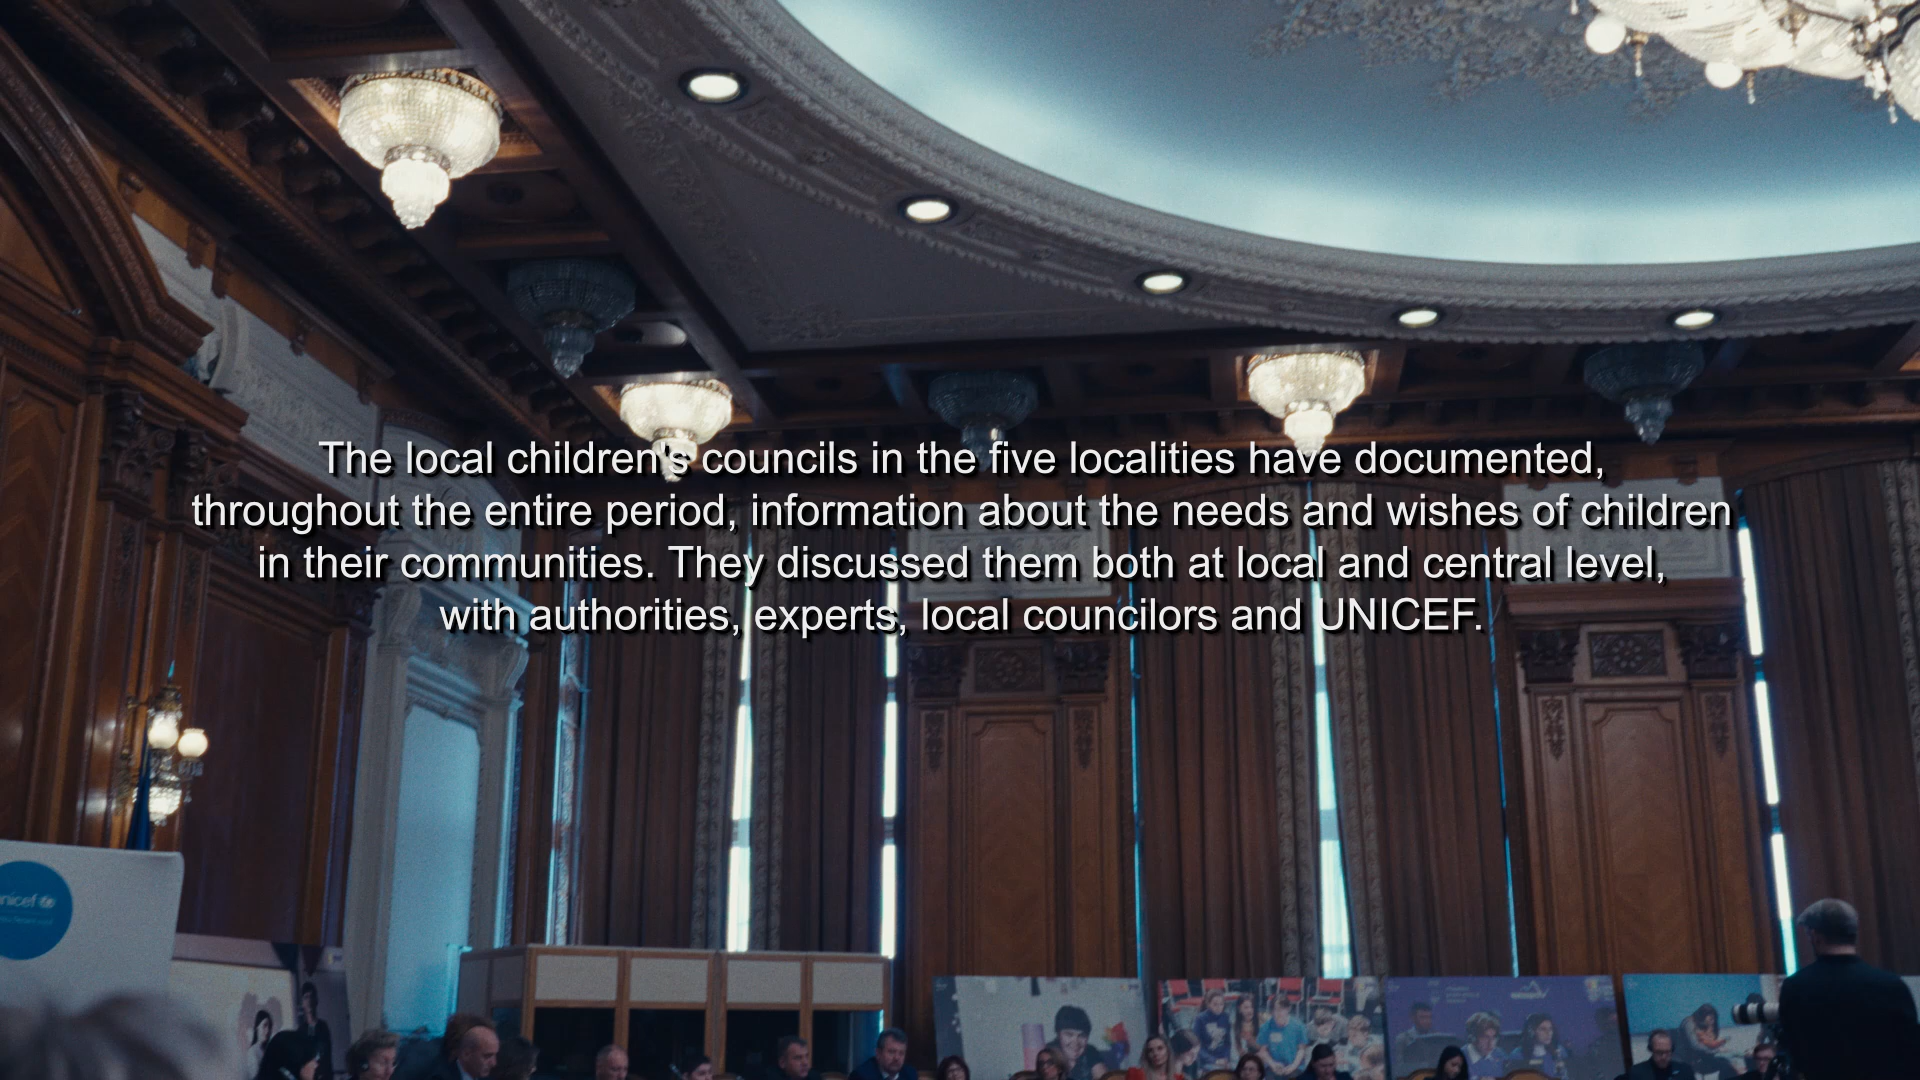 The local children's councils in the five localities have documented,
throughout the entire period, information about the needs and wishes of children
in their communities. They discussed them both at local and central level,
with authorities, experts, local councilors and UNICEF.
nicef